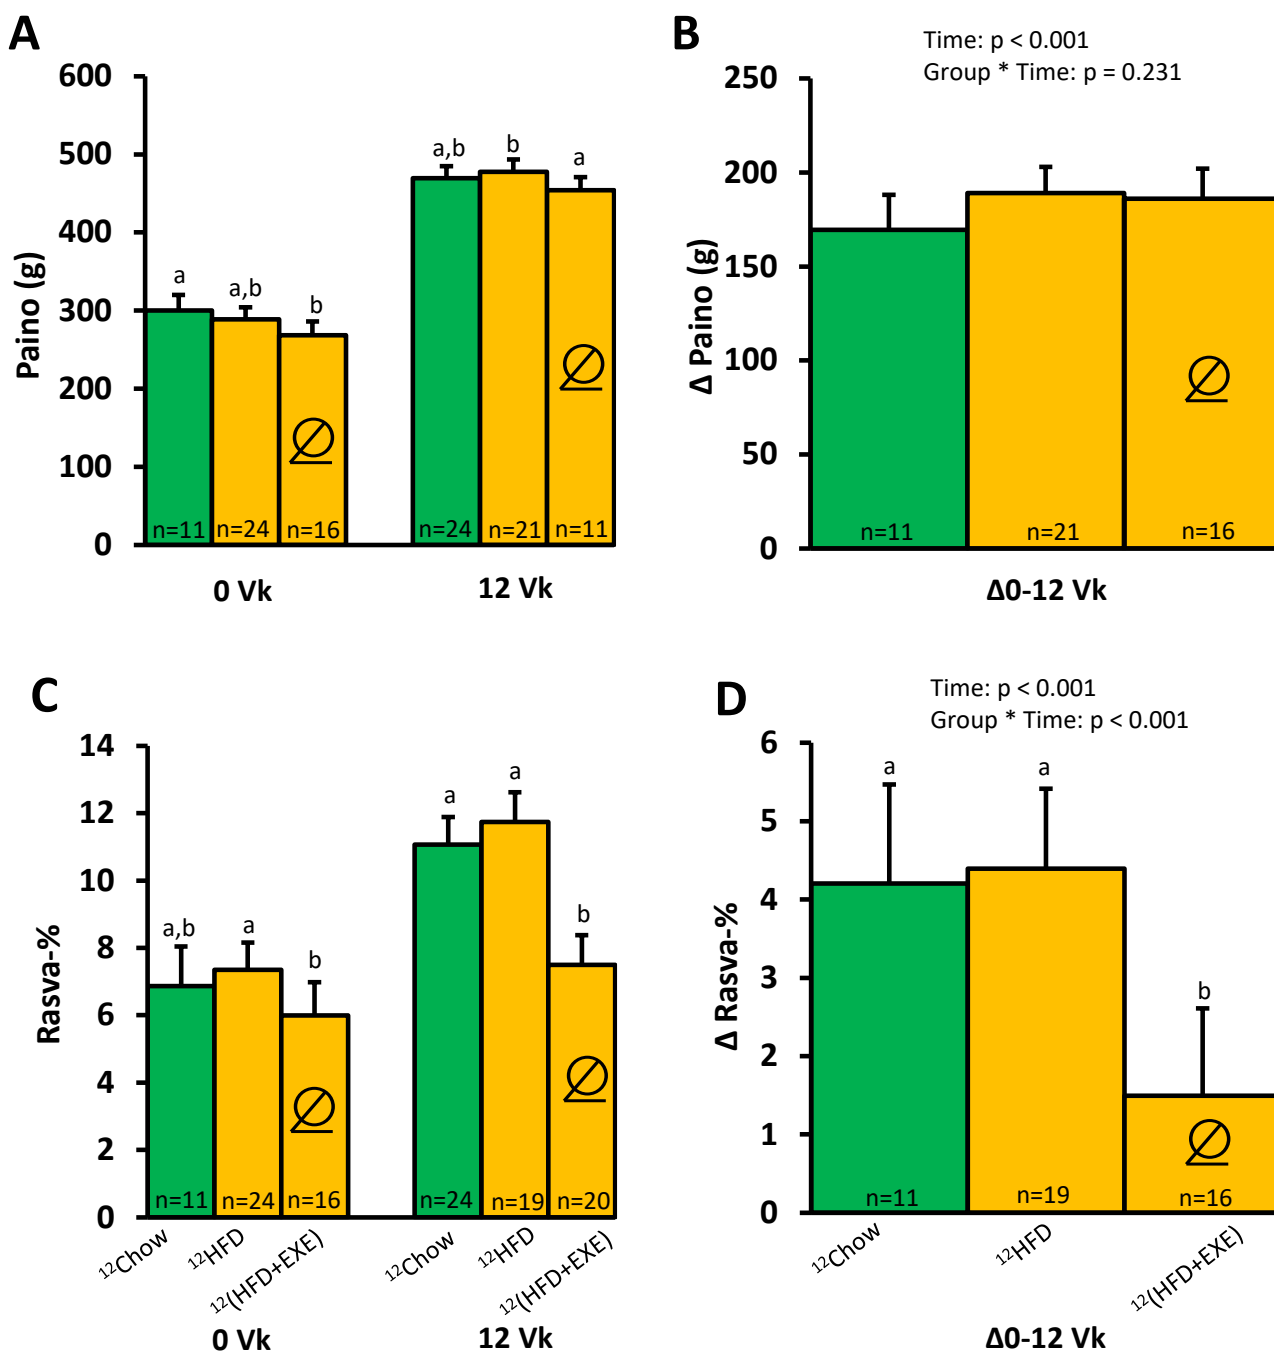 A
600
500
400
300
200
100
0
Paino (g)
a
a,b
b
a,b
b
a
n=11
n=24
n=16
n=24
n=21
n=11
0 Vk
12 Vk
B
Time: p < 0.001
Group * Time: p = 0.231
250
200
150
100
50
0
Δ Paino (g)
n=11
n=21
n=16
Δ0-12 Vk
C
14
12
10
8
6
4
2
0
Rasva-%
a,b
a
b
a
a
b
n=11
n=24
n=16
n=24
n=19
n=20
¹²Chow
¹²HFD
¹²(HFD+EXE)
¹²Chow
¹²HFD
¹²(HFD+EXE)
0 Vk
12 Vk
D
Time: p < 0.001
Group * Time: p < 0.001
6
5
4
3
2
1
0
Δ Rasva-%
a
a
b
n=11
n=19
n=16
¹²Chow
¹²HFD
¹²(HFD+EXE)
Δ0-12 Vk